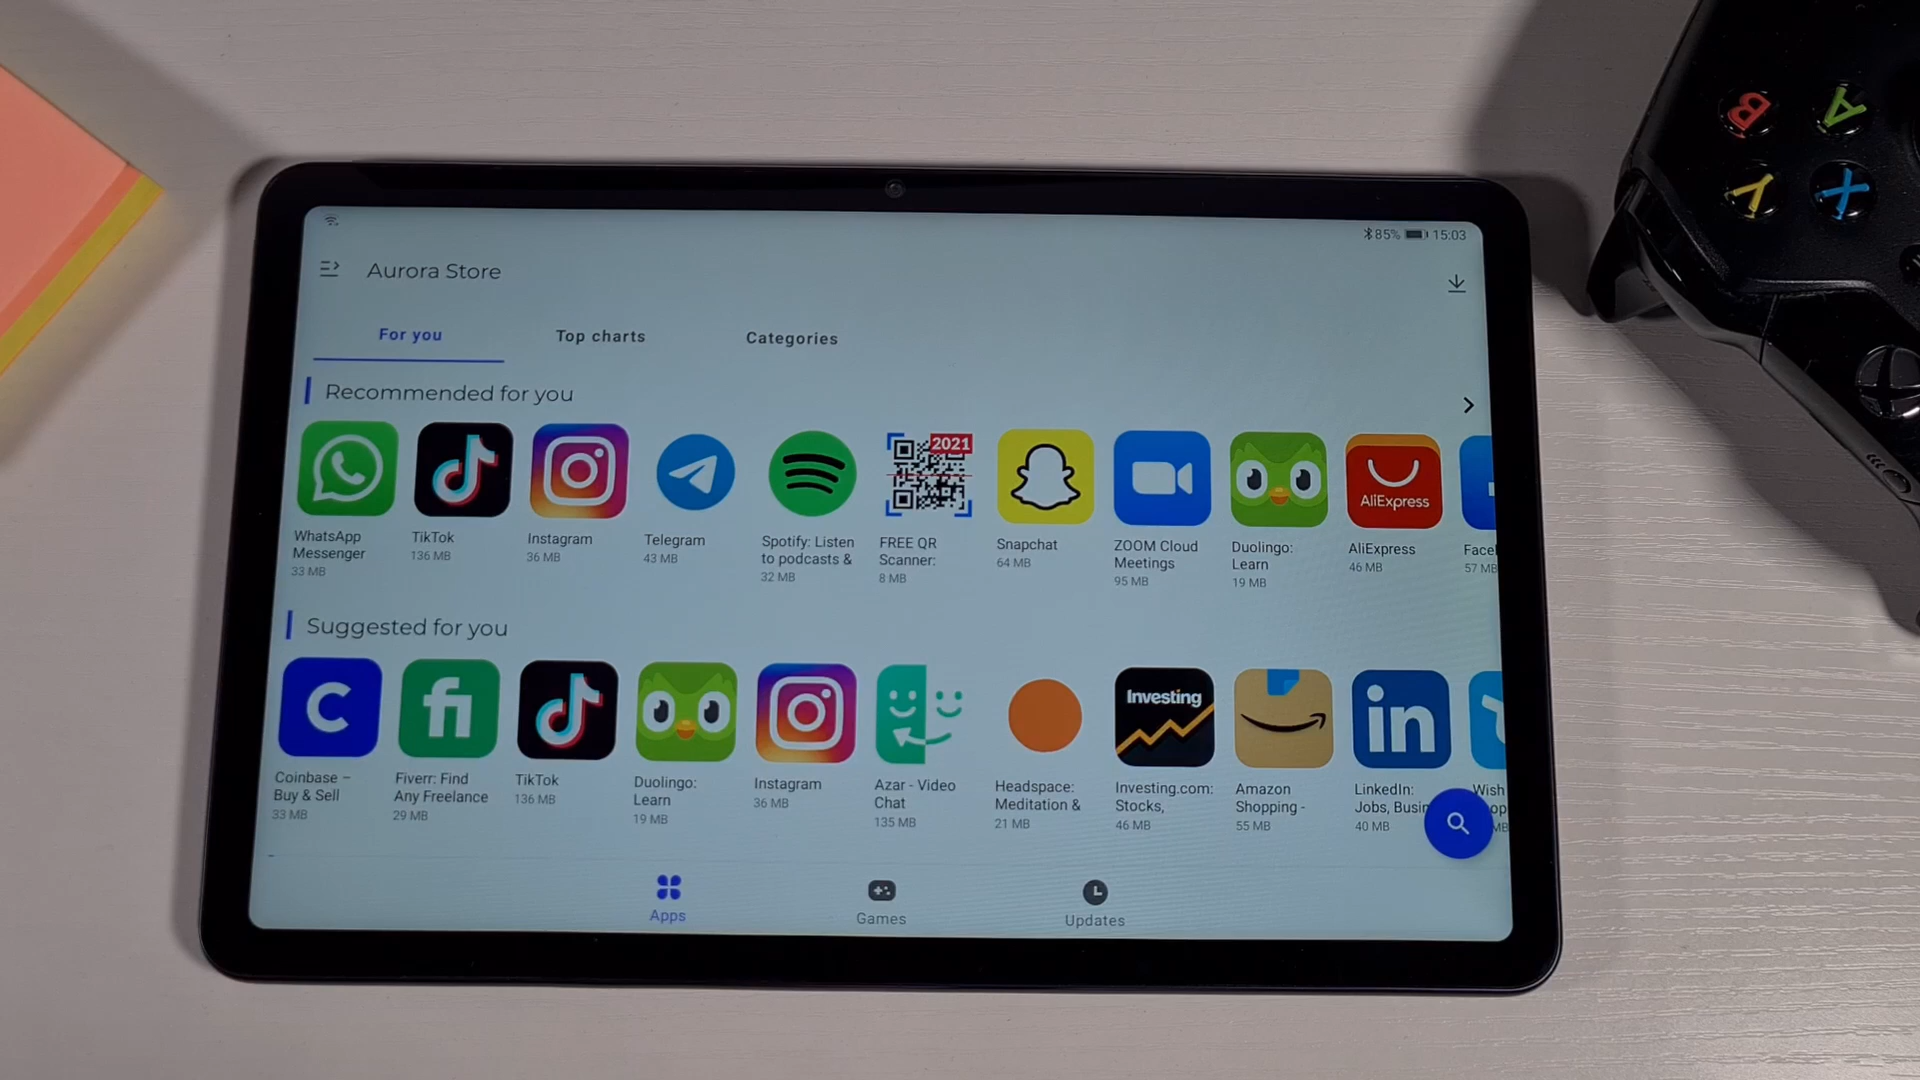 85% 15:03
Aurora Store
For you Top charts Categories
Recommended for you
2021
AliExpress
WhatsApp
Messenger
33 MB
TikTok
136 MB
Instagram
36 MB
Telegram
43 MB
Spotify: Listen
to podcasts &
32 MB
FREE QR
Scanner:
8 MB
Snapchat
64 MB
ZOOM Cloud
Meetings
95 MB
Duolingo:
Learn
19 MB
AliExpress
46 MB
57 MB
Suggested for you
C
fi
Investing
in
Coinbase –
Buy & Sell
33 MB
Fiverr: Find
Any Freelance
29 MB
TikTok
136 MB
Duolingo:
Learn
19 MB
Instagram
36 MB
Azar - Video
Chat
135 MB
Headspace:
Meditation &
21 MB
Investing.com:
Stocks,
46 MB
Amazon
Shopping -
55 MB
LinkedIn:
Jobs,
40 MB
Wish
MB
Apps Games Updates
B A
Y X